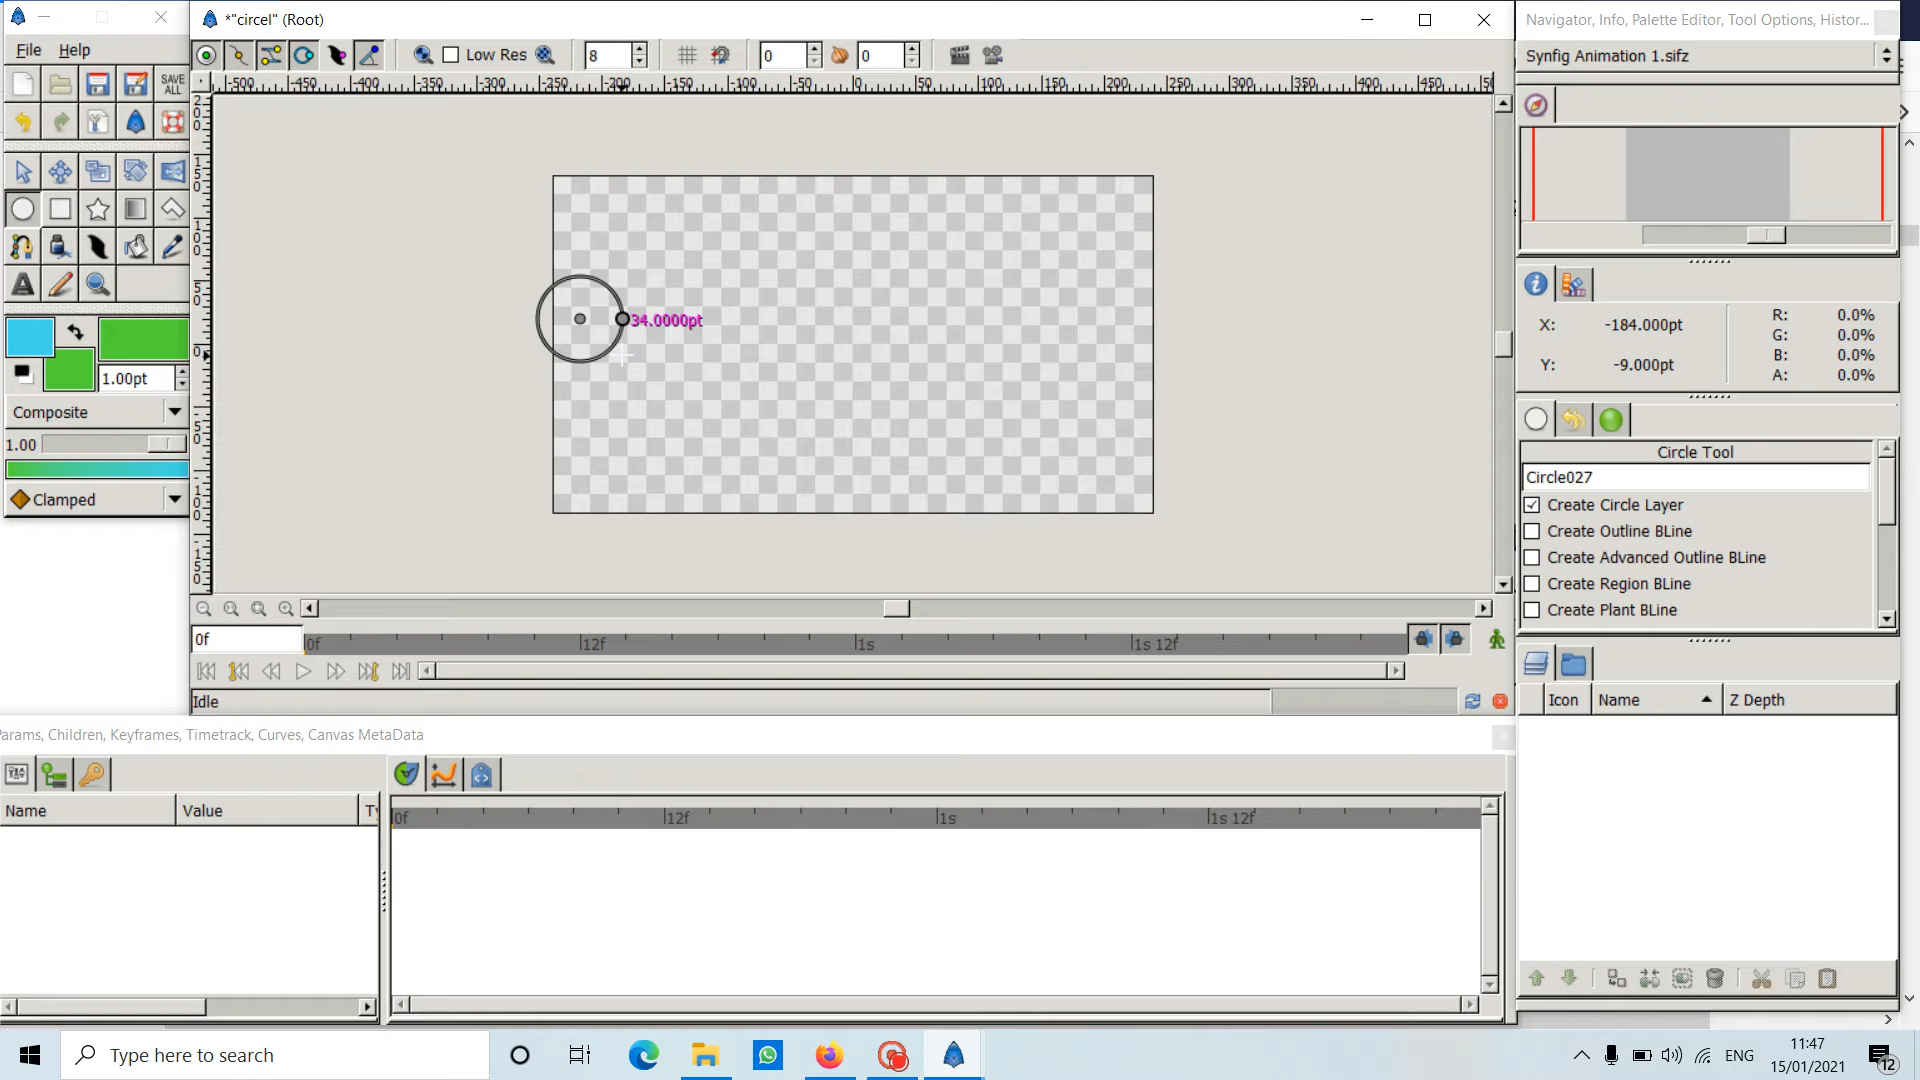 *"circel" (Root)
Navigator, Info, Palette Editor, Tool Options, Histor...
File Help
Low Res
8
0
0
Synfig Animation 1.sifz
SAVE ALL
-500 -450 -400 -350 -300 -250 -200 -150 -100 -50 0 50 100 150 200 250 300 350 400 450
34.0000pt
X: -184.000pt
Y: -9.000pt
R: 0.0%
G: 0.0%
B: 0.0%
A: 0.0%
1.00pt
Composite
1.00
Clamped
Circle Tool
Circle027
Create Circle Layer
Create Outline BLine
Create Advanced Outline BLine
Create Region BLine
Create Plant BLine
0f
0f 12f 1s 1s 12f
Idle
Icon Name Z Depth
Params, Children, Keyframes, Timetrack, Curves, Canvas MetaData
Name Value
0f 12f 1s 1s 12f
Type here to search
ENG
11:47
15/01/2021
12